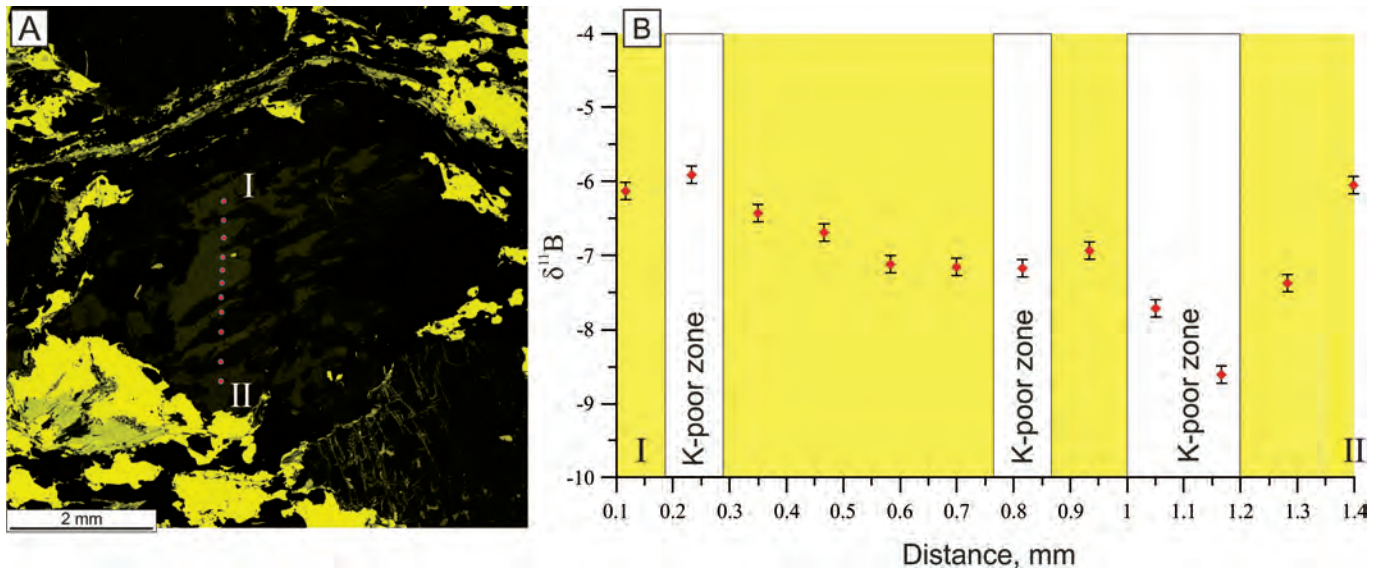 A
I
II
2 mm
B
δ¹¹B
-4
-5
-6
-7
-8
-9
-10
K-poor zone
K-poor zone
K-poor zone
I
II
0.1 0.2 0.3 0.4 0.5 0.6 0.7 0.8 0.9 1 1.1 1.2 1.3 1.4
Distance, mm